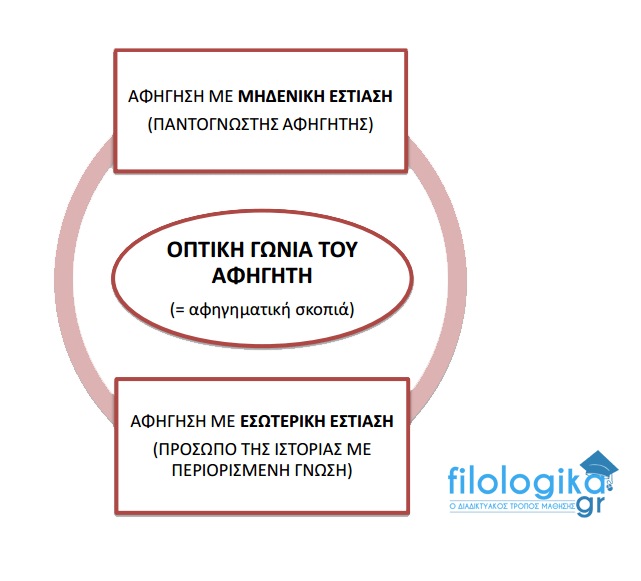 ΑΦΗΓΗΣΗ ΜΕ ΜΗΔΕΝΙΚΗ ΕΣΤΙΑΣΗ
(ΠΑΝΤΟΓΝΩΣΤΗΣ ΑΦΗΓΗΤΗΣ)
ΟΠΤΙΚΗ ΓΩΝΙΑ ΤΟΥ
ΑΦΗΓΗΤΗ
(= αφηγηματική σκοπιά)
ΑΦΗΓΗΣΗ ΜΕ ΕΣΩΤΕΡΙΚΗ ΕΣΤΙΑΣΗ
(ΠΡΟΣΩΠΟ ΤΗΣ ΙΣΤΟΡΙΑΣ ΜΕ
ΠΕΡΙΟΡΙΣΜΕΝΗ ΓΝΩΣΗ)
filologika
Ο ΔΙΑΔΙΚΤΥΑΚΟΣ ΤΡΟΠΟΣ ΜΑΘΗΣΗΣ
gr